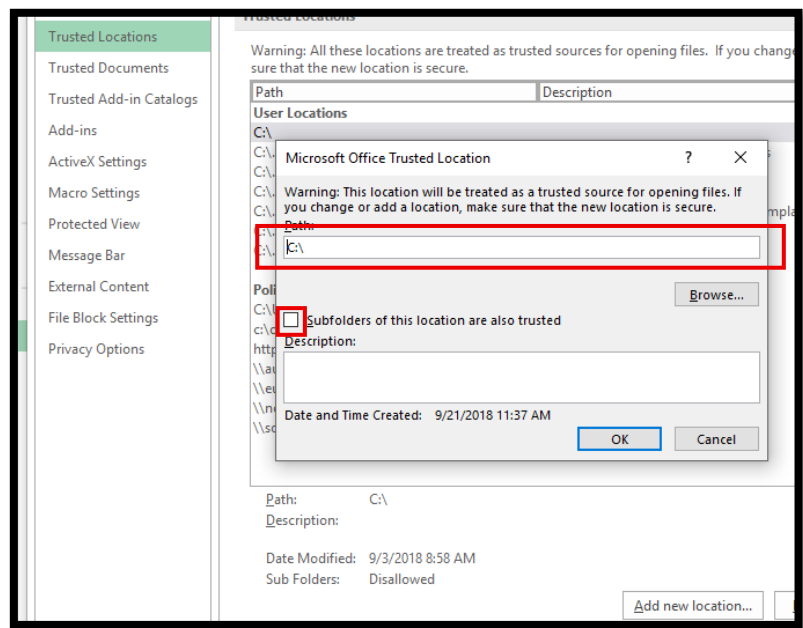 Trusted Locations
Trusted Locations
Trusted Documents
Trusted Add-in Catalogs
Add-ins
ActiveX Settings
Macro Settings
Protected View
Message Bar
External Content
File Block Settings
Privacy Options
Warning: All these locations are treated as trusted sources for opening files. If you change
sure that the new location is secure.
Path Description
User Locations
C:\
C:\.
C:\.
C:\.
C:\.
C:\.
C:\.
Microsoft Office Trusted Location ? X
Warning: This location will be treated as a trusted source for opening files. If
you change or add a location, make sure that the new location is secure.
Path:
C:\
Browse...
Subfolders of this location are also trusted
Description:
Date and Time Created: 9/21/2018 11:37 AM
OK Cancel
Poli
http
Path: C:\
Description:
Date Modified: 9/3/2018 8:58 AM
Sub Folders: Disallowed
Add new location...